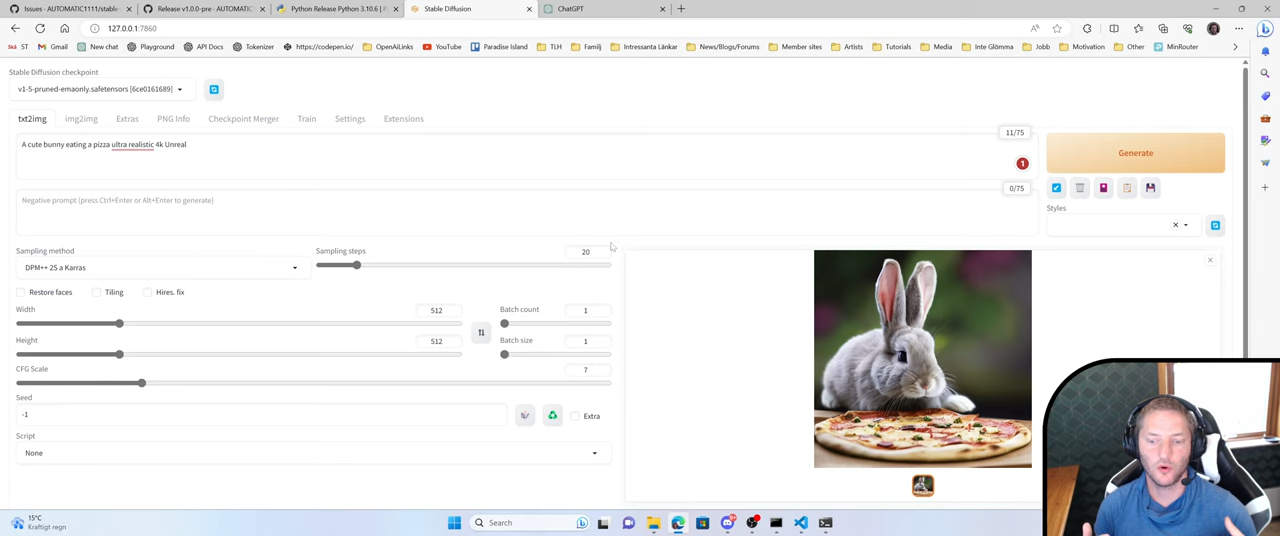 Issues - AUTOMATIC1111/stable-
Release v1.0.0-pre - AUTOMATIC
Python Release Python 3.10.6 | P
Stable Diffusion
ChatGPT
127.0.0.1:7860
ST
Gmail
New chat
Playground
API Docs
Tokenizer
https://codepen.io/
OpenAiLinks
YouTube
Paradise Island
TLH
Familj
Intressanta Länkar
News/Blogs/Forums
Member sites
Artists
Tutorials
Media
Inte Glömma
Jobb
Motivation
Other
MinRouter
Stable Diffusion checkpoint
v1-5-pruned-emaonly.safetensors [6ce0161689]
txt2img
img2img
Extras
PNG Info
Checkpoint Merger
Train
Settings
Extensions
11/75
A cute bunny eating a pizza ultra realistic 4k Unreal
1
Generate
0/75
Negative prompt (press Ctrl+Enter or Alt+Enter to generate)
Styles
Sampling method
DPM++ 2S a Karras
Sampling steps
20
Restore faces
Tiling
Hires. fix
Width
512
Batch count
1
Height
512
Batch size
1
CFG Scale
7
Seed
-1
Extra
Script
None
15°C
Kraftigt regn
Search